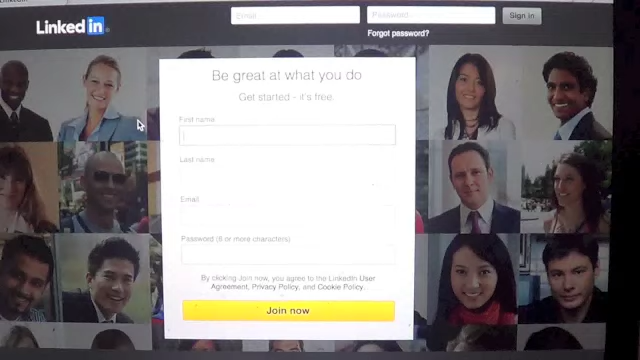 LinkedIn
Email
Password
Sign In
Forgot password?
Be great at what you do
Get started - it's free.
First name
Last name
Email
Password (6 or more characters)
By clicking Join now, you agree to the LinkedIn User
Agreement, Privacy Policy, and Cookie Policy.
Join now